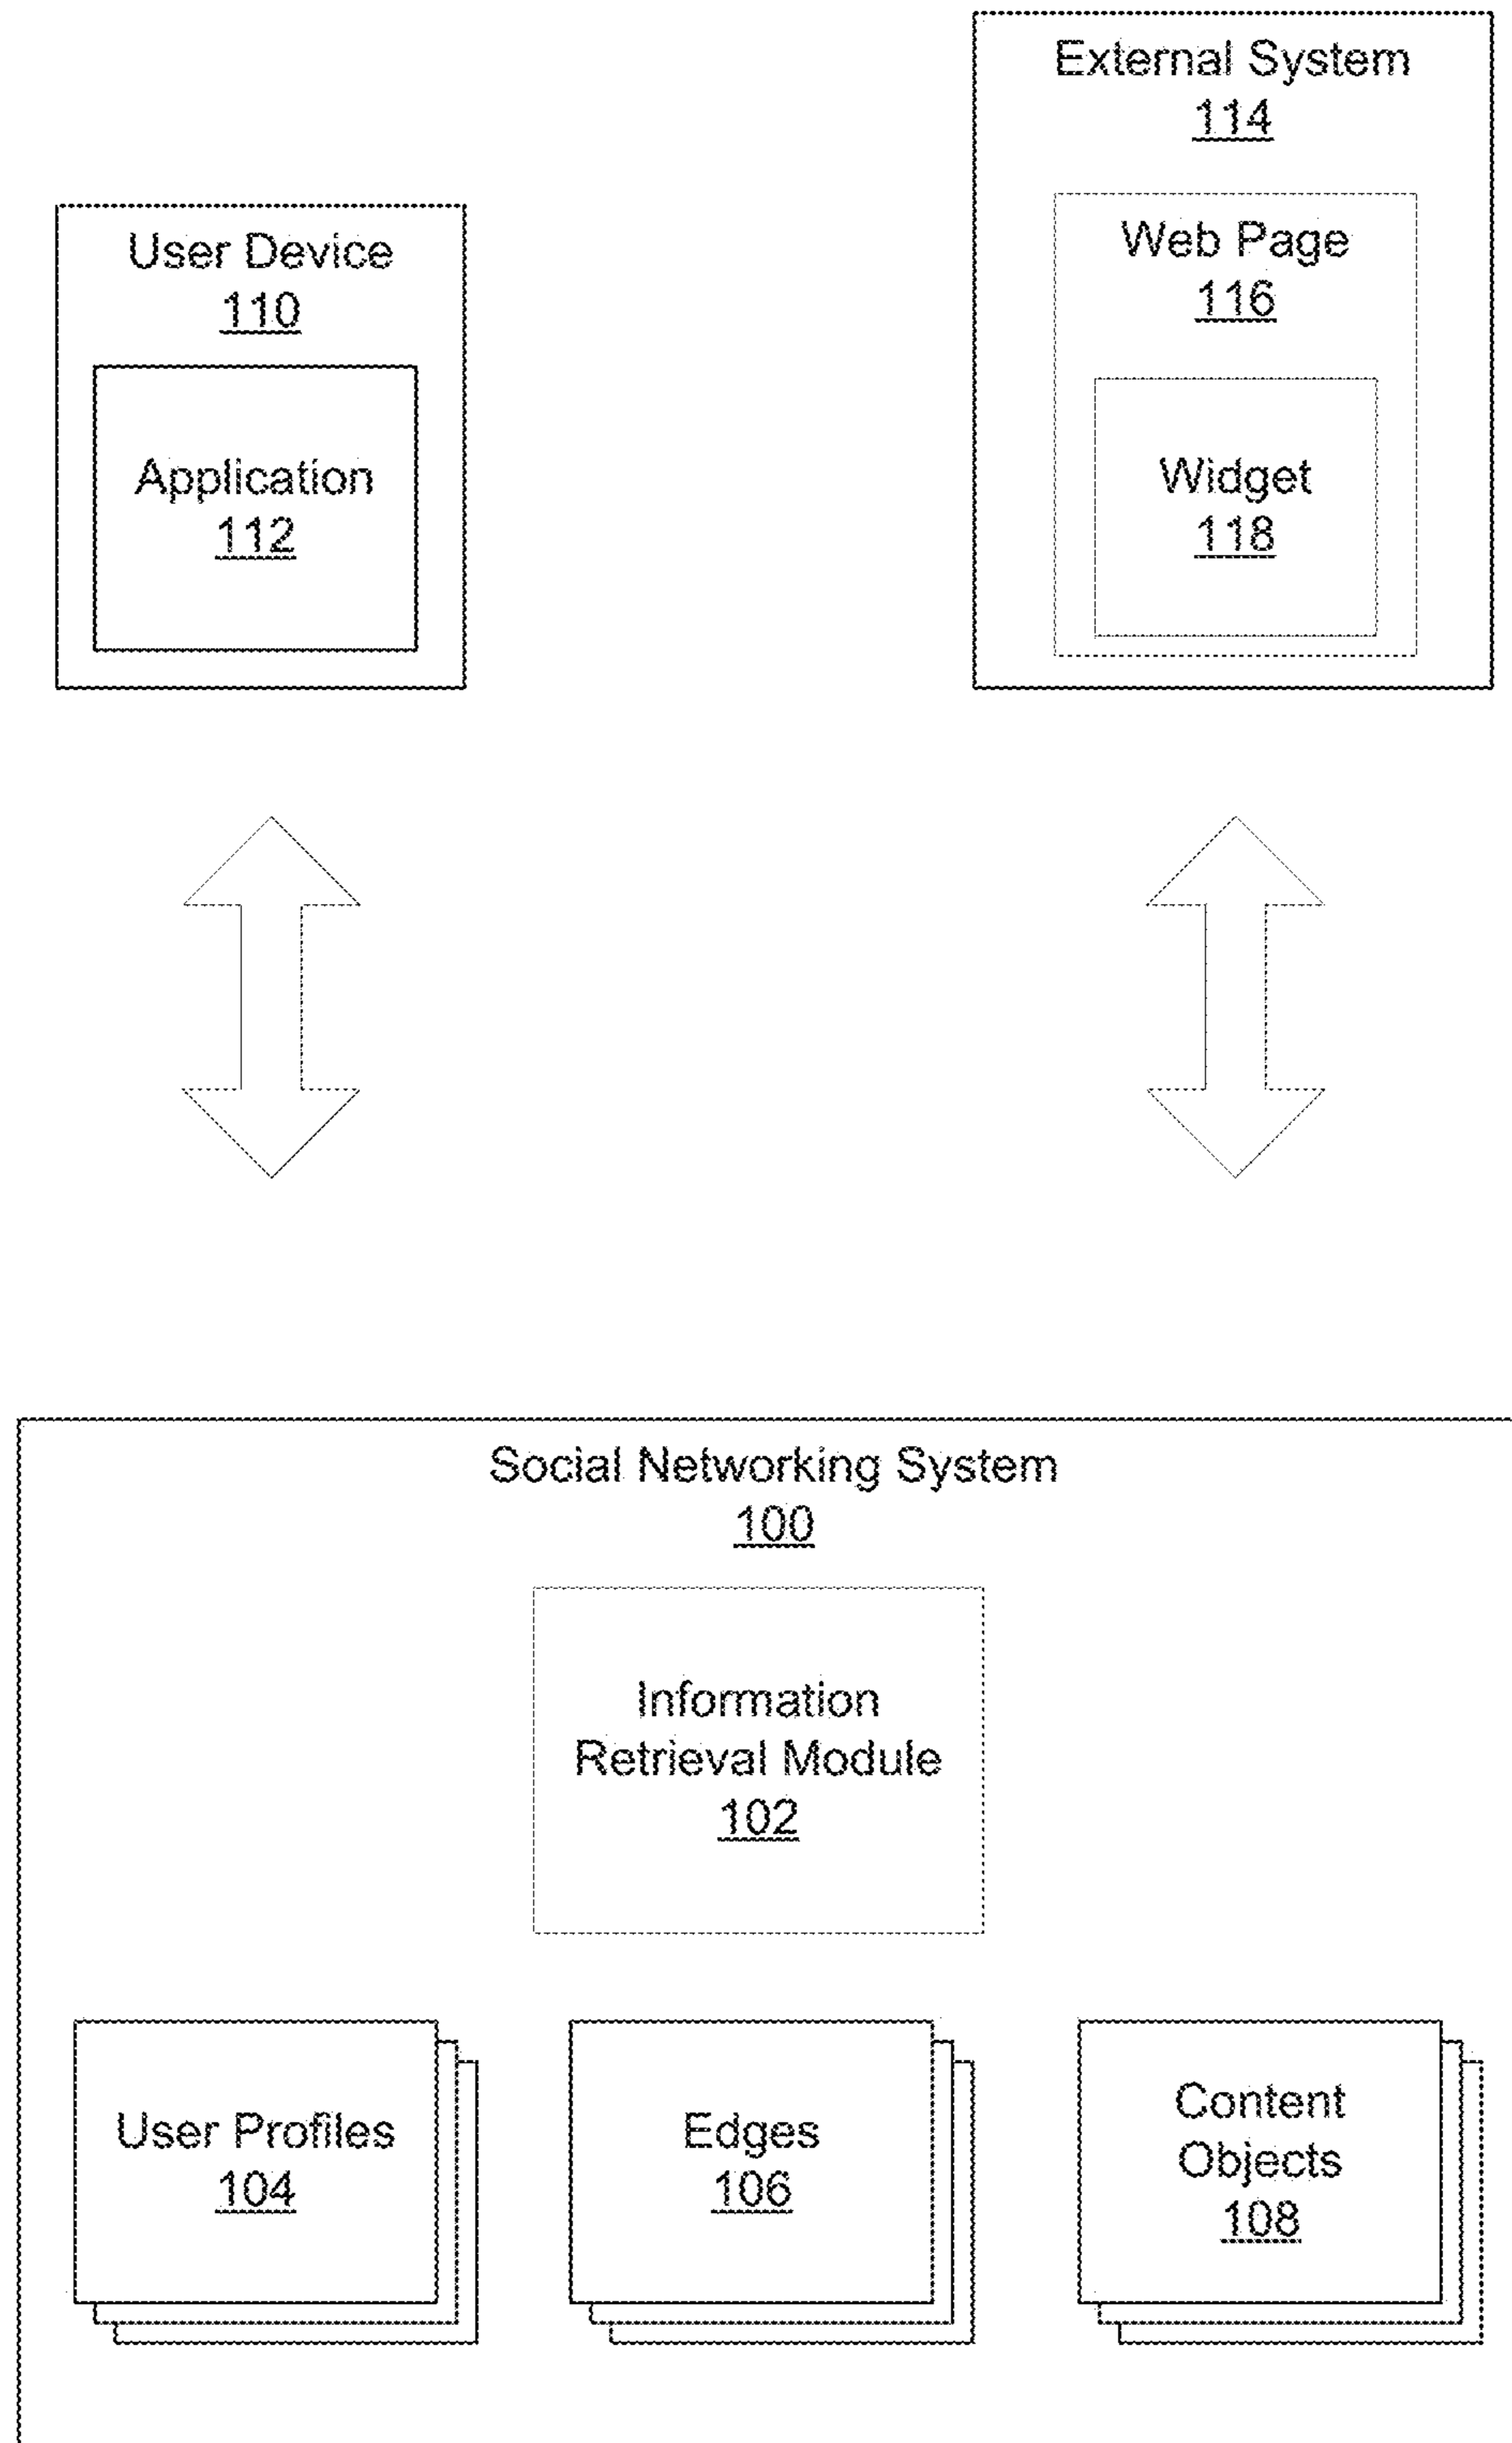 External System
114
User Device
110
Web Page
116
Application
112
Widget
118
Social Networking System
100
Information
Retrieval Module
102
User Profiles
104
Edges
106
Content
Objects
108